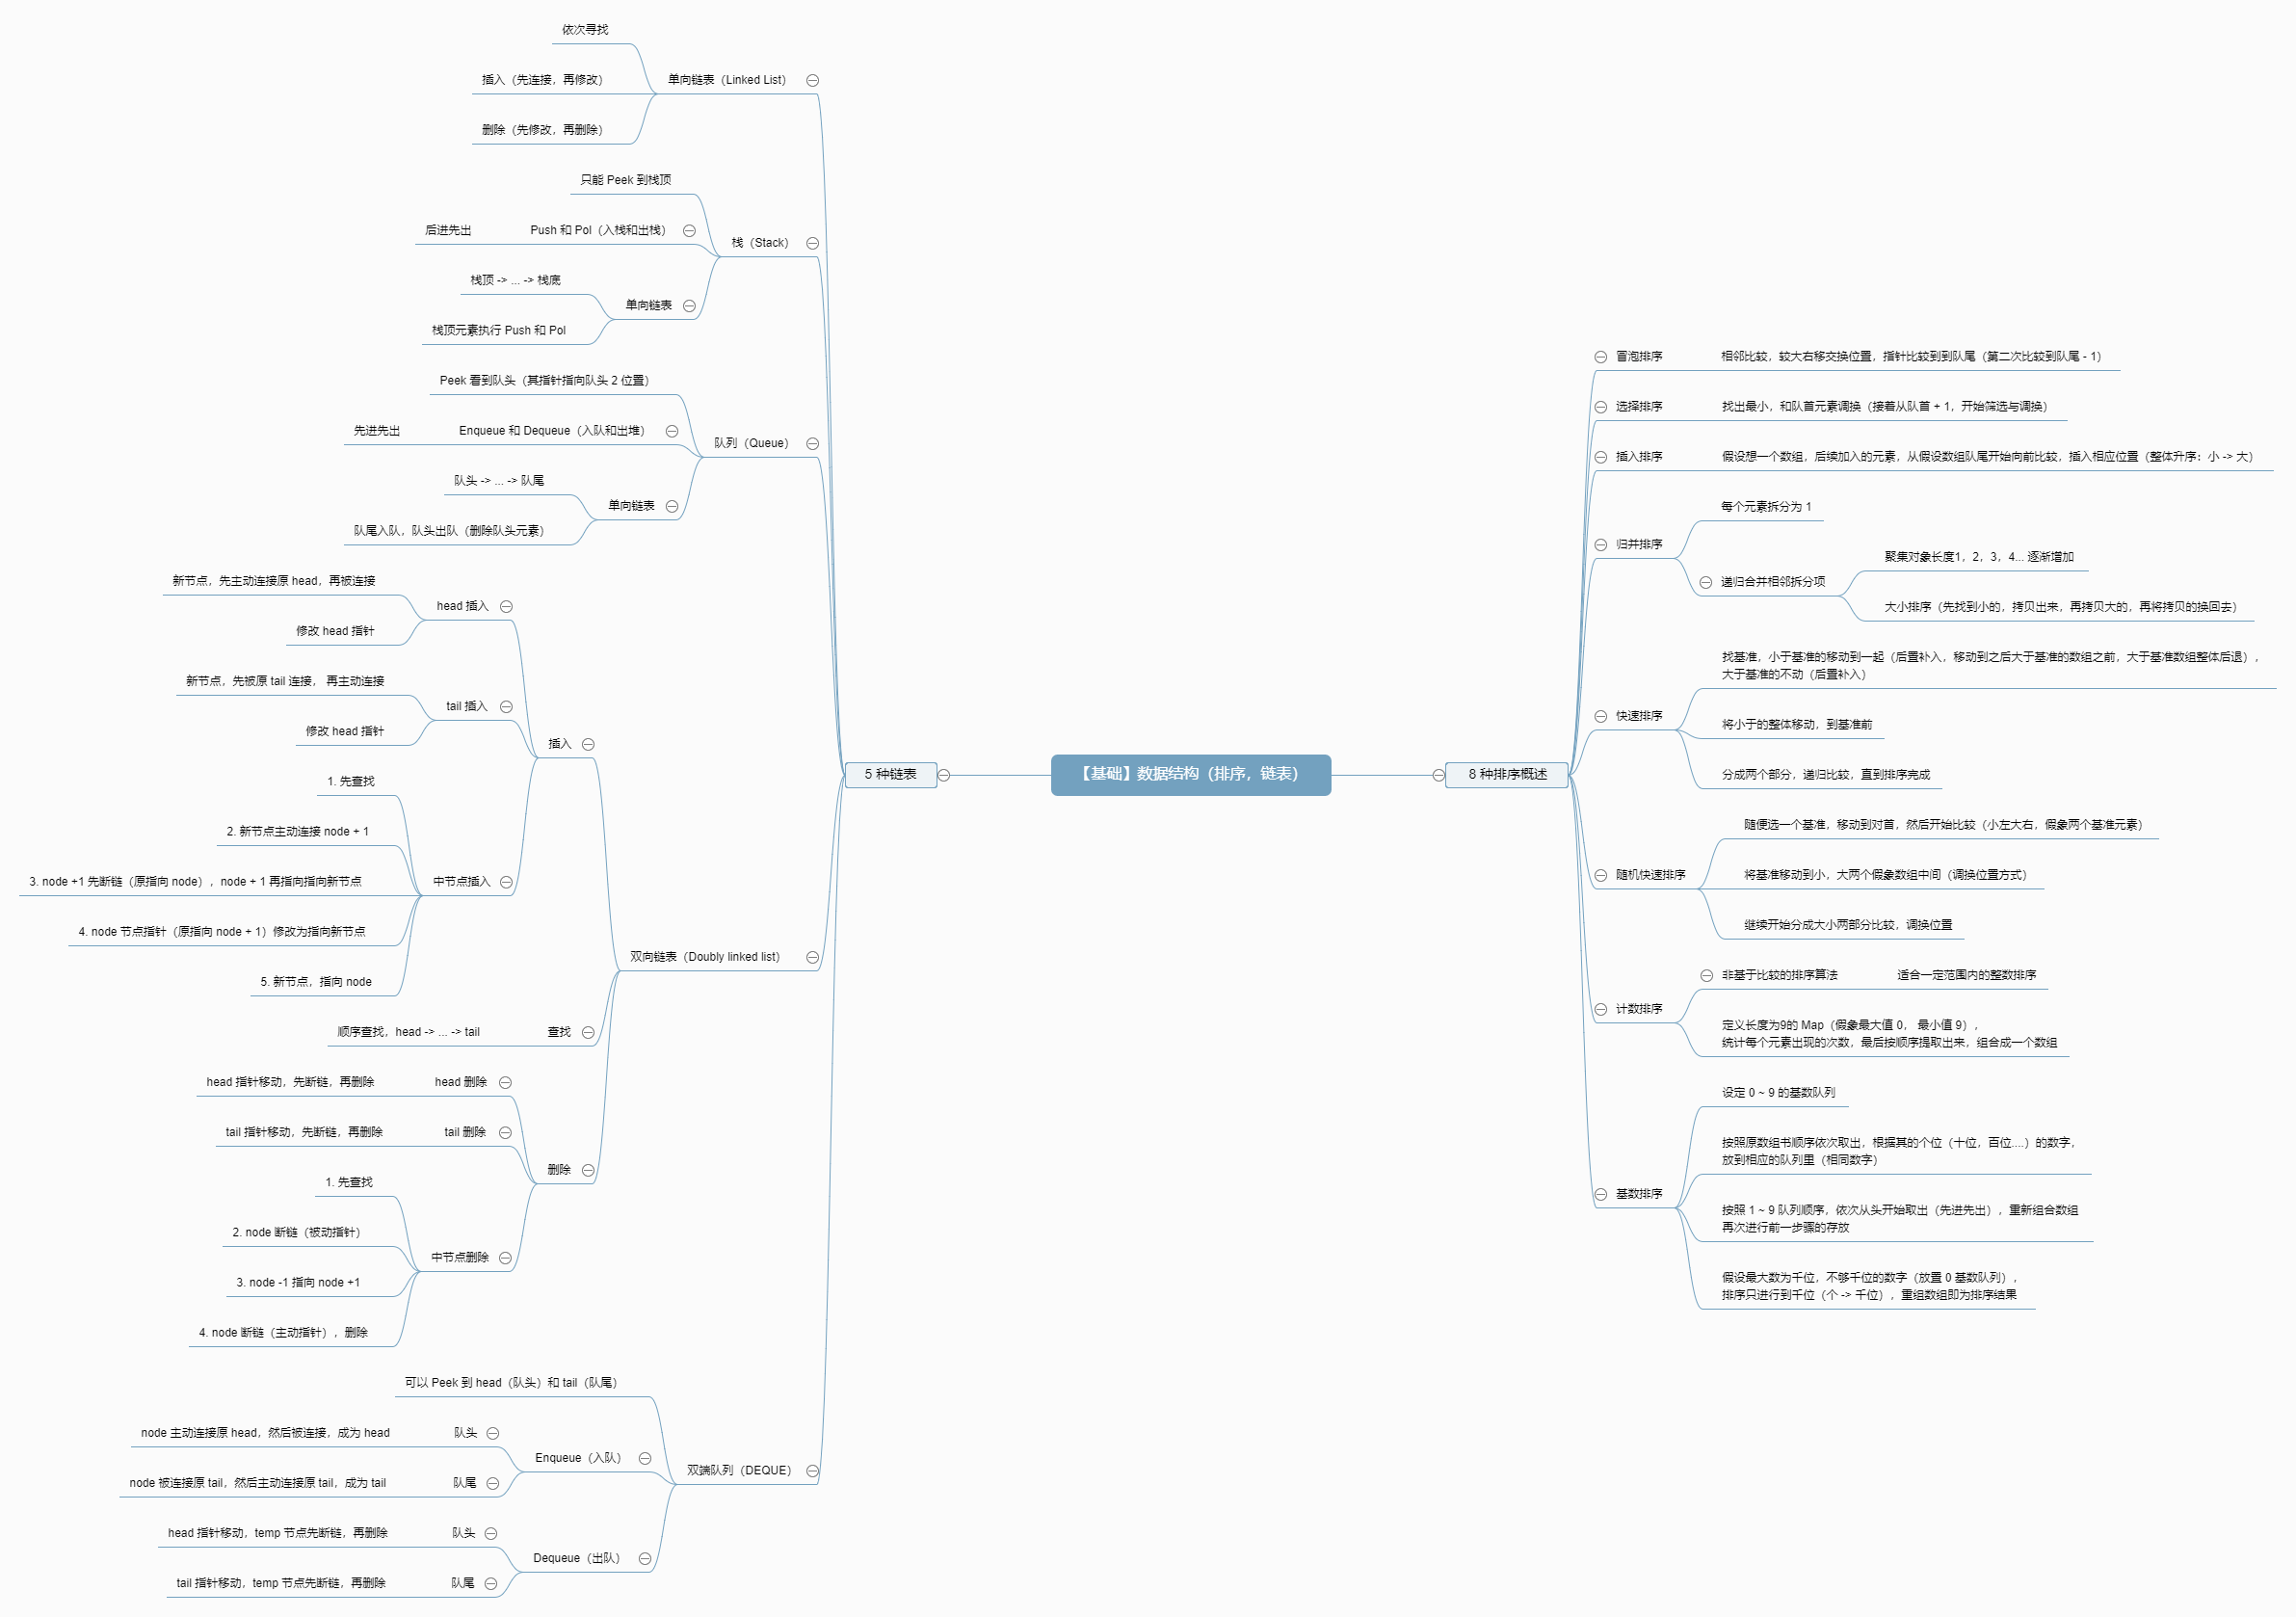 【基础】数据结构（排序，链表）
5 种链表
单向链表（Linked List）
依次寻找
插入（先连接，再修改）
删除（先修改，再删除）
栈（Stack）
只能 Peek 到栈顶
Push 和 Pol（入栈和出栈）
后进先出
单向链表
栈顶 -> ... -> 栈底
栈顶元素执行 Push 和 Pol
队列（Queue）
Peek 看到队头（其指针指向队头 2 位置）
Enqueue 和 Dequeue（入队和出堆）
先进先出
单向链表
队头 -> ... -> 队尾
队尾入队，队头出队（删除队头元素）
双向链表（Doubly linked list）
插入
head 插入
新节点，先主动连接原 head，再被连接
修改 head 指针
tail 插入
新节点，先被原 tail 连接， 再主动连接
修改 head 指针
中节点插入
1. 先查找
2. 新节点主动连接 node + 1
3. node +1 先断链（原指向 node），node + 1 再指向指向新节点
4. node 节点指针（原指向 node + 1）修改为指向新节点
5. 新节点，指向 node
查找
顺序查找，head -> ... -> tail
删除
head 删除
head 指针移动，先断链，再删除
tail 删除
tail 指针移动，先断链，再删除
中节点删除
1. 先查找
2. node 断链（被动指针）
3. node -1 指向 node +1
4. node 断链（主动指针），删除
双端队列（DEQUE）
可以 Peek 到 head（队头）和 tail（队尾）
Enqueue（入队）
队头
node 主动连接原 head，然后被连接，成为 head
队尾
node 被连接原 tail，然后主动连接原 tail，成为 tail
Dequeue（出队）
队头
head 指针移动，temp 节点先断链，再删除
队尾
tail 指针移动，temp 节点先断链，再删除
8 种排序概述
冒泡排序
相邻比较，较大右移交换位置，指针比较到到队尾（第二次比较到队尾 - 1）
选择排序
找出最小，和队首元素调换（接着从队首 + 1，开始筛选与调换）
插入排序
假设想一个数组，后续加入的元素，从假设数组队尾开始向前比较，插入相应位置（整体升序：小 -> 大）
归并排序
每个元素拆分为 1
递归合并相邻拆分项
聚集对象长度1，2，3，4... 逐渐增加
大小排序（先找到小的，拷贝出来，再拷贝大的，再将拷贝的换回去）
快速排序
找基准，小于基准的移动到一起（后置补入，移动到之后大于基准的数组之前，大于基准数组整体后退），
大于基准的不动（后置补入）
将小于的整体移动，到基准前
分成两个部分，递归比较，直到排序完成
随机快速排序
随便选一个基准，移动到对首，然后开始比较（小左大右，假象两个基准元素）
将基准移动到小，大两个假象数组中间（调换位置方式）
继续开始分成大小两部分比较，调换位置
计数排序
非基于比较的排序算法
适合一定范围内的整数排序
定义长度为9的 Map（假象最大值 0， 最小值 9），
统计每个元素出现的次数，最后按顺序提取出来，组合成一个数组
基数排序
设定 0 ~ 9 的基数队列
按照原数组书顺序依次取出，根据其的个位（十位，百位....）的数字，
放到相应的队列里（相同数字）
按照 1 ~ 9 队列顺序，依次从头开始取出（先进先出），重新组合数组
再次进行前一步骤的存放
假设最大数为千位，不够千位的数字（放置 0 基数队列），
排序只进行到千位（个 -> 千位），重组数组即为排序结果